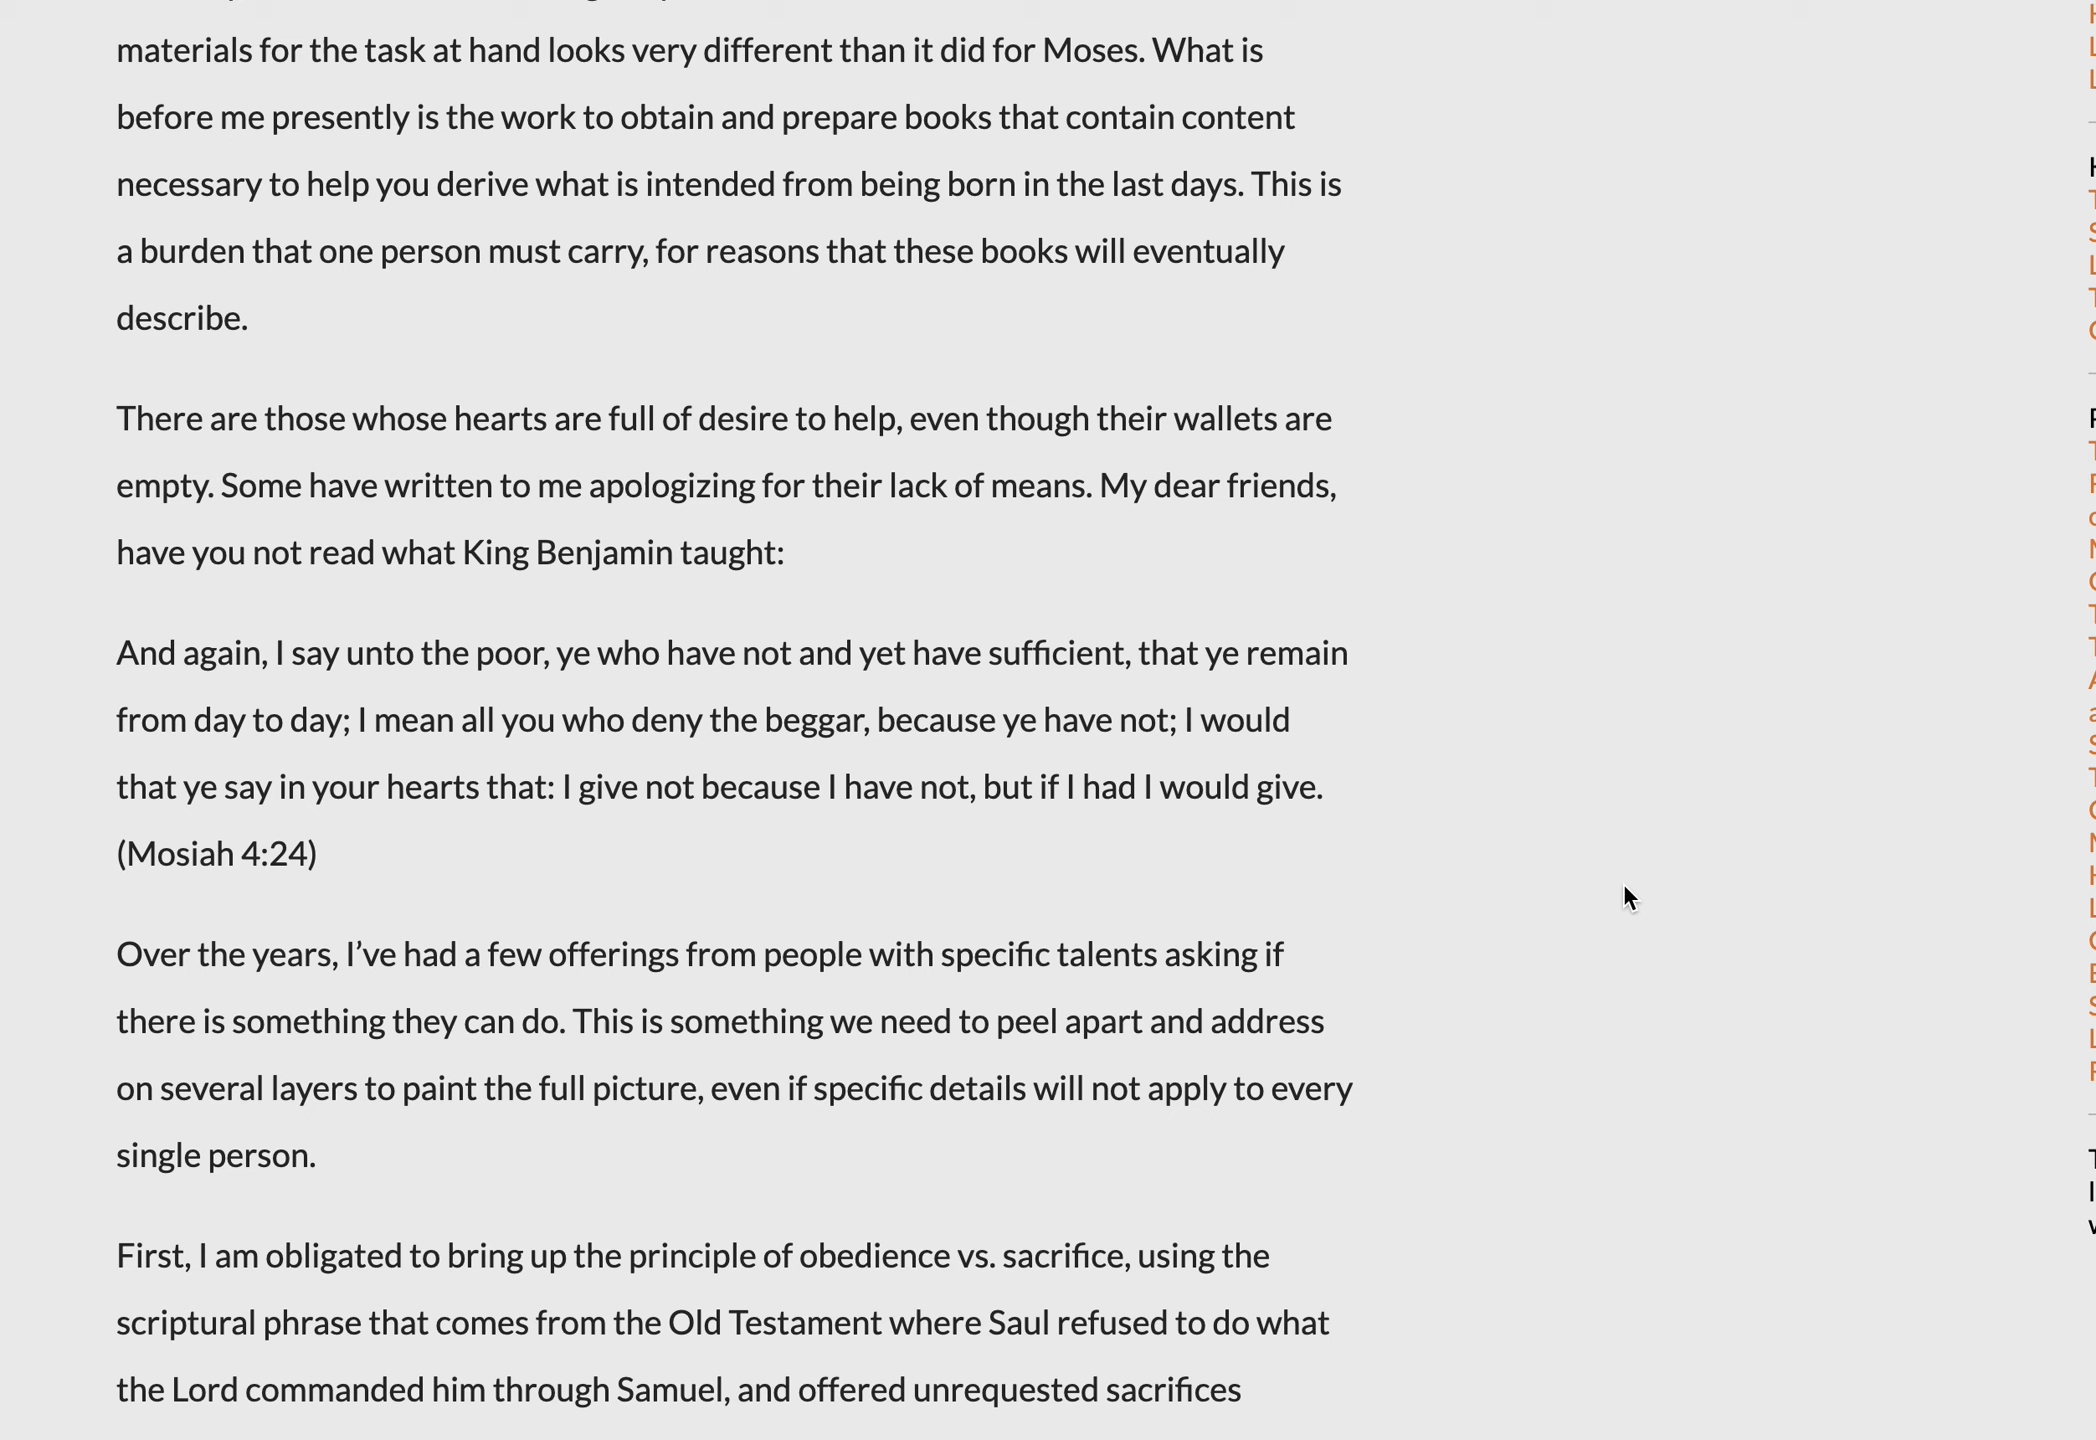 materials for the task at hand looks very different than it did for Moses. What is
before me presently is the work to obtain and prepare books that contain content
necessary to help you derive what is intended from being born in the last days. This is
a burden that one person must carry, for reasons that these books will eventually
describe.
There are those whose hearts are full of desire to help, even though their wallets are
empty. Some have written to me apologizing for their lack of means. My dear friends,
have you not read what King Benjamin taught:
And again, I say unto the poor, ye who have not and yet have sufficient, that ye remain
from day to day; I mean all you who deny the beggar, because ye have not; I would
that ye say in your hearts that: I give not because I have not, but if I had I would give.
(Mosiah 4:24)
Over the years, I’ve had a few offerings from people with specific talents asking if
there is something they can do. This is something we need to peel apart and address
on several layers to paint the full picture, even if specific details will not apply to every
single person.
First, I am obligated to bring up the principle of obedience vs. sacrifice, using the
scriptural phrase that comes from the Old Testament where Saul refused to do what
the Lord commanded him through Samuel, and offered unrequested sacrifices